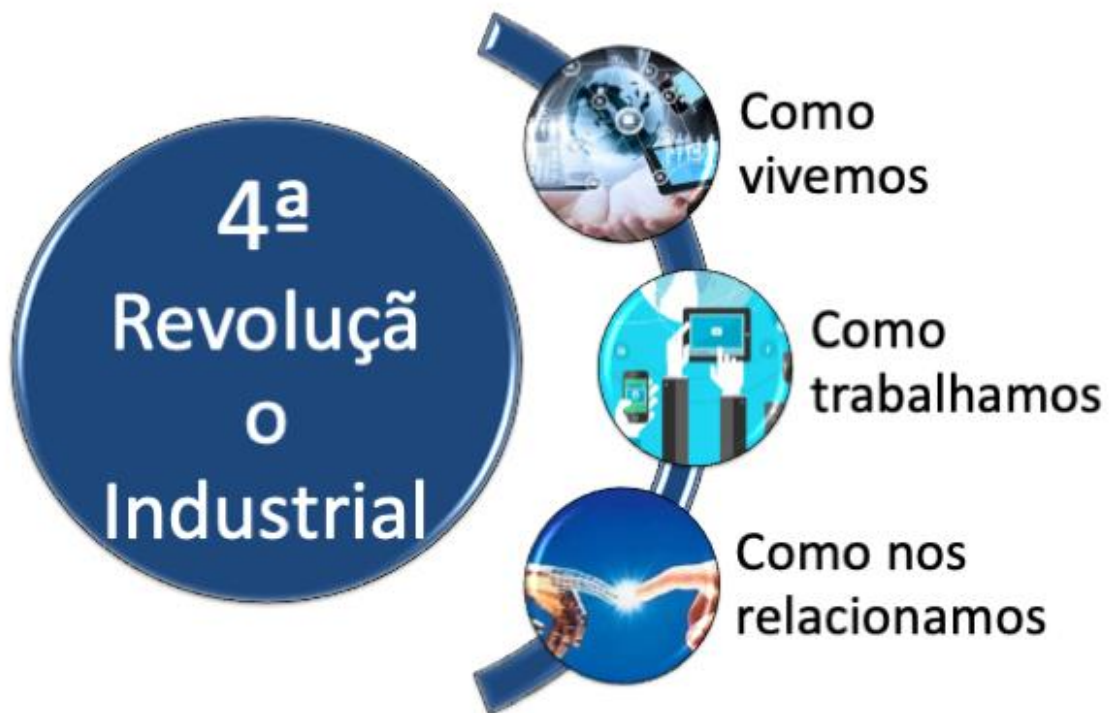 4ª
Revoluçã
o
Industrial
Como
vivemos
Como
trabalhamos
Como nos
relacionamos